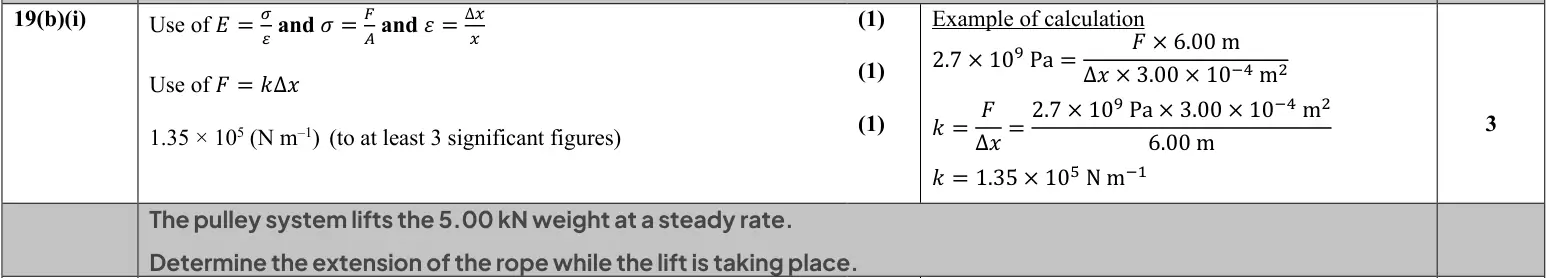 19(b)(i)
Use of E = σ/ε and σ = F/A and ε = Δx/x (1)
Use of F = kΔx (1)
1.35 × 10⁵ (N m⁻¹) (to at least 3 significant figures) (1)
Example of calculation
2.7 × 10⁹ Pa = F × 6.00 m / Δx × 3.00 × 10⁻⁴ m²
k = F/Δx = 2.7 × 10⁹ Pa × 3.00 × 10⁻⁴ m² / 6.00 m
k = 1.35 × 10⁵ N m⁻¹
3
The pulley system lifts the 5.00 kN weight at a steady rate.
Determine the extension of the rope while the lift is taking place.